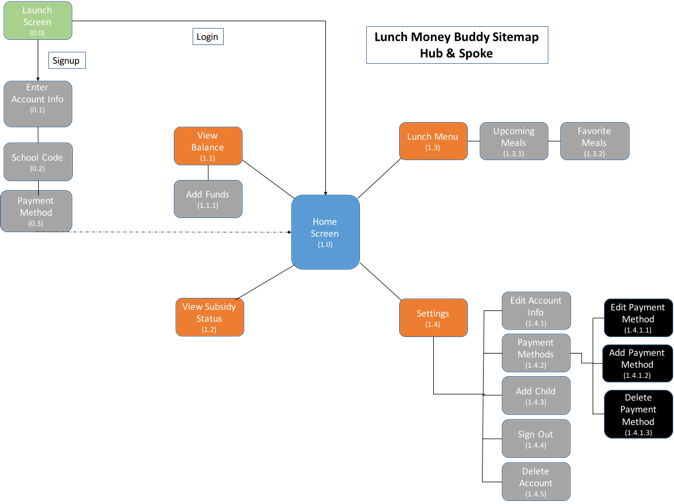 Launch
Screen
(0.0)
Login
Lunch Money Buddy Sitemap
Hub & Spoke
Signup
Enter
Account Info
(0.1)
School Code
(0.2)
Payment
Method
(0.3)
View
Balance
(1.1)
Add Funds
(1.1.1)
Lunch Menu
(1.3)
Upcoming
Meals
(1.3.1)
Favorite
Meals
(1.3.2)
Home
Screen
(1.0)
View Subsidy
Status
(1.2)
Settings
(1.4)
Edit Account
Info
(1.4.1)
Payment
Methods
(1.4.2)
Add Child
(1.4.3)
Sign Out
(1.4.4)
Delete
Account
(1.4.5)
Edit Payment
Method
(1.4.1.1)
Add Payment
Method
(1.4.1.2)
Delete
Payment
Method
(1.4.1.3)